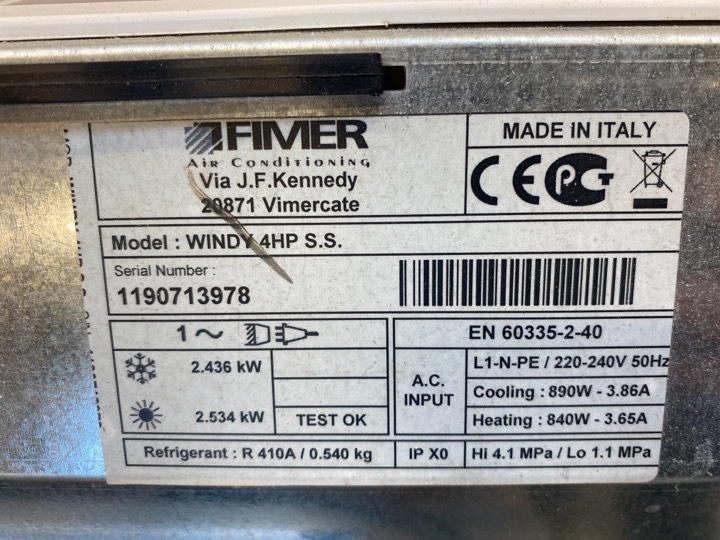 FIMER
AIR CONDITIONING
Via J.F.Kennedy
20871 Vimercate
MADE IN ITALY
CE PG
Model : WINDY 4HP S.S.
Serial Number :
1190713978
1 ~
EN 60335-2-40
2.436 kW
2.534 kW
TEST OK
A.C.
INPUT
L1-N-PE / 220-240V 50Hz
Cooling : 890W - 3.86A
Heating : 840W - 3.65A
Refrigerant : R 410A / 0.540 kg
IP X0
Hi 4.1 MPa / Lo 1.1 MPa